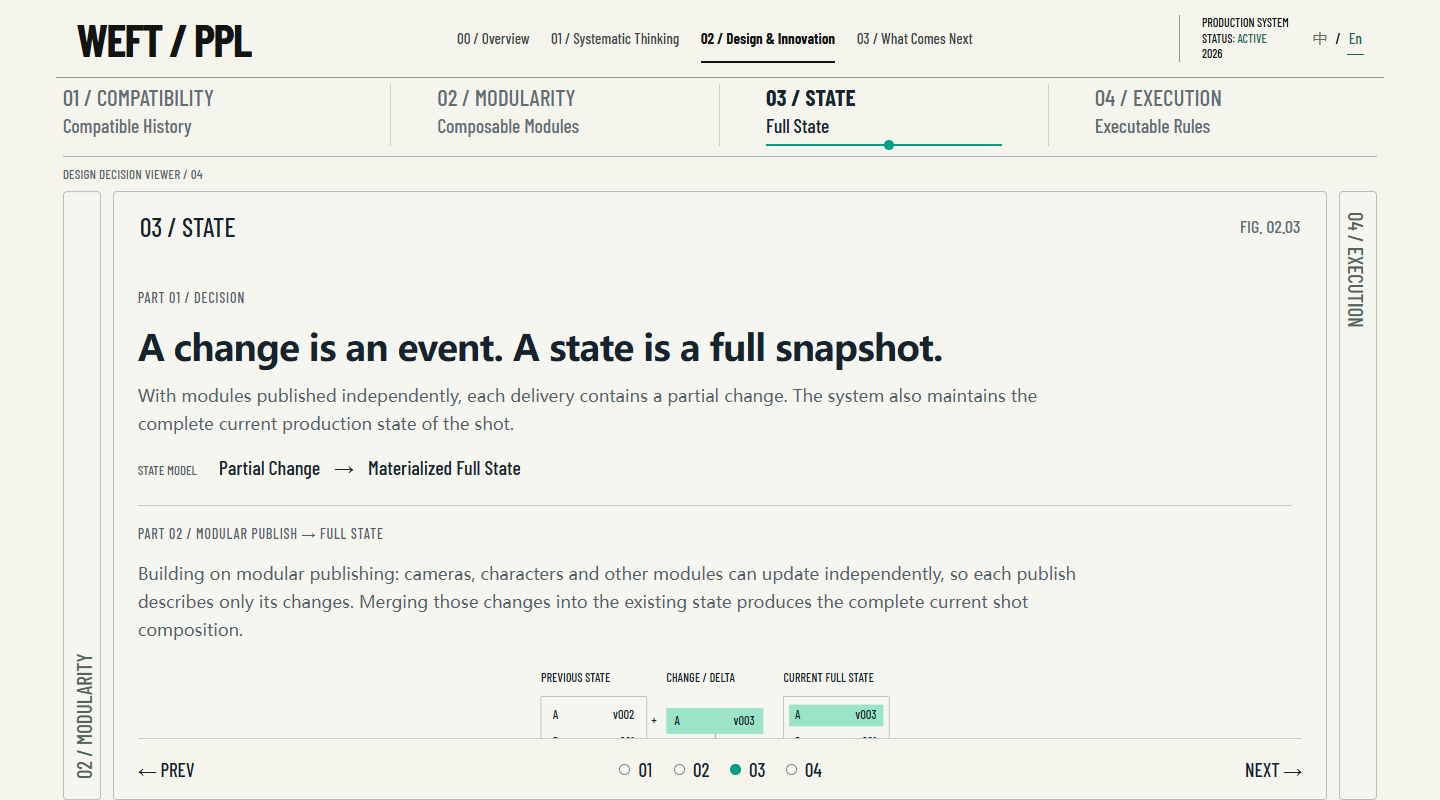 WEFT / PPL
00 / Overview
01 / Systematic Thinking
02 / Design & Innovation
03 / What Comes Next
PRODUCTION SYSTEM
STATUS: ACTIVE
2026
中 / En
01 / COMPATIBILITY
Compatible History
02 / MODULARITY
Composable Modules
03 / STATE
Full State
04 / EXECUTION
Executable Rules
DESIGN DECISION VIEWER / 04
02 / MODULARITY
03 / STATE
FIG. 02.03
PART 01 / DECISION
A change is an event. A state is a full snapshot.
With modules published independently, each delivery contains a partial change. The system also maintains the
complete current production state of the shot.
STATE MODEL Partial Change → Materialized Full State
PART 02 / MODULAR PUBLISH → FULL STATE
Building on modular publishing: cameras, characters and other modules can update independently, so each publish
describes only its changes. Merging those changes into the existing state produces the complete current shot
composition.
PREVIOUS STATE
CHANGE / DELTA
CURRENT FULL STATE
A v002
+
A v003
A v003
← PREV
01
02
03
04
NEXT →
04 / EXECUTION